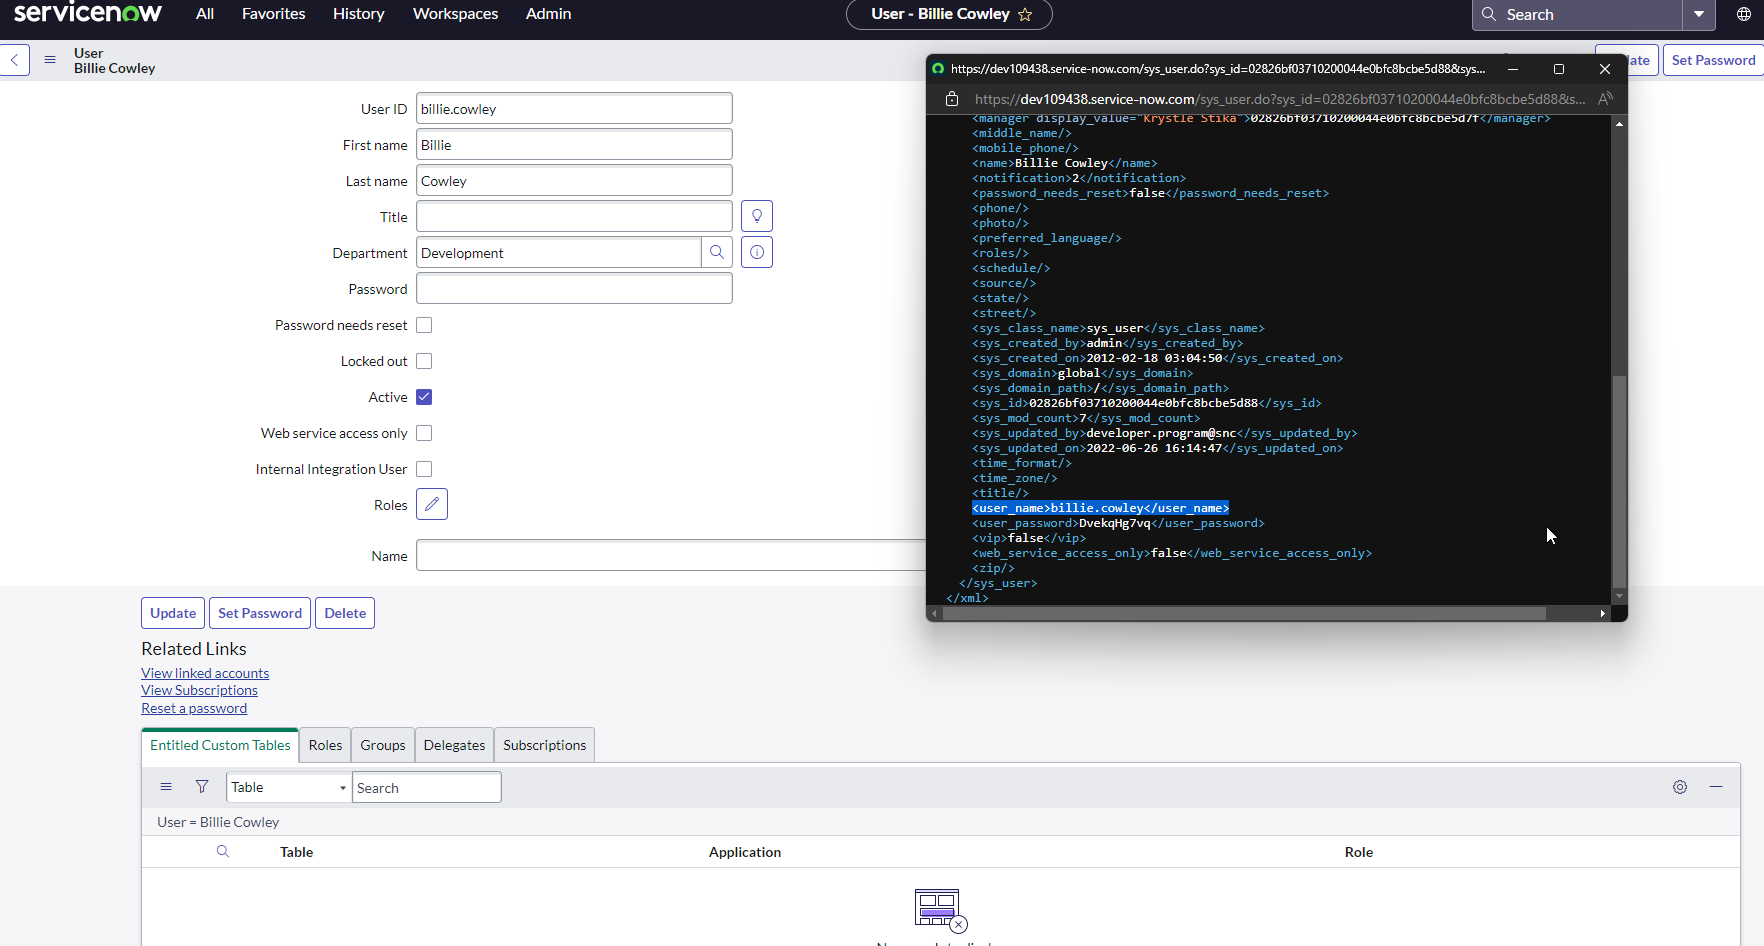 servicenow All Favorites History Workspaces Admin User - Billie Cowley Search
User
Billie Cowley
Set Password
User ID billie.cowley
First name Billie
Last name Cowley
Title
Department Development
Password
Password needs reset
Locked out
Active
Web service access only
Internal Integration User
Roles
Name
https://dev109438.service-now.com/sys_user.do?sys_id=02826bf03710200044e0bfc8bcbe5d88&sys...
https://dev109438.service-now.com/sys_user.do?sys_id=02826bf03710200044e0bfc8bcbe5d88&s...
<manager display_value="Krystle Stika">02826bf03710200044e0bfc8bcbe5d7f</manager>
<middle_name/>
<mobile_phone/>
<name>Billie Cowley</name>
<notification>2</notification>
<password_needs_reset>false</password_needs_reset>
<phone/>
<photo/>
<preferred_language/>
<roles/>
<schedule/>
<source/>
<state/>
<street/>
<sys_class_name>sys_user</sys_class_name>
<sys_created_by>admin</sys_created_by>
<sys_created_on>2012-02-18 03:04:50</sys_created_on>
<sys_domain>global</sys_domain>
<sys_domain_path>/</sys_domain_path>
<sys_id>02826bf03710200044e0bfc8bcbe5d88</sys_id>
<sys_mod_count>7</sys_mod_count>
<sys_updated_by>developer.program@snc</sys_updated_by>
<sys_updated_on>2022-06-26 16:14:47</sys_updated_on>
<time_format/>
<time_zone/>
<title/>
<user_name>billie.cowley</user_name>
<user_password>DvekqHg7vq</user_password>
<vip>false</vip>
<web_service_access_only>false</web_service_access_only>
<zip/>
</sys_user>
</xml>
Update Set Password Delete
Related Links
View linked accounts
View Subscriptions
Reset a password
Entitled Custom Tables Roles Groups Delegates Subscriptions
Table Search
User = Billie Cowley
Table Application Role